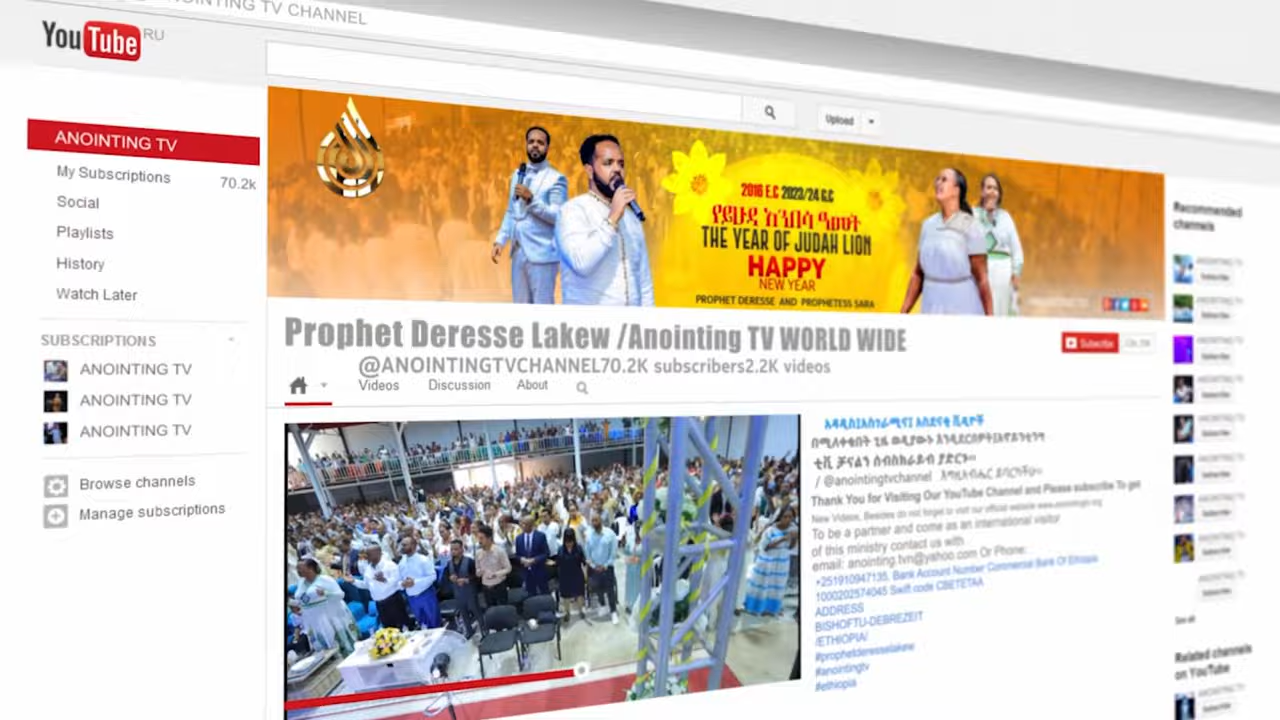 ANOINTING TV CHANNEL
YouTube RU
Upload
ANOINTING TV
My Subscriptions
70.2k
Social
Playlists
History
Watch Later
SUBSCRIPTIONS
ANOINTING TV
ANOINTING TV
ANOINTING TV
Browse channels
Manage subscriptions
2016 E.C 2023/24 G.C
የይሁዳ አንበሳ ዓመት
THE YEAR OF JUDAH LION
HAPPY
NEW YEAR
PROPHET DERESSE AND PROPHETESS SARA
Prophet Deresse Lakew /Anointing TV WORLD WIDE
Subscribe
@ANOINTINGTVCHANNEL70.2K subscribers2.2K videos
Videos
Discussion
About
/ @anointingtvchannel
Thank You for Visiting Our YouTube Channel and Please subscribe To get
New Videos, Besides do not forget to visit our official website
To be a partner and come as an international visitor
of this ministry contact us with
email: anointing.tvn@yahoo.com Or Phone:
+251910947135, Bank Account Number Commercial Bank Of Ethiopia
1000202574045 Swift code CBETETAA
ADDRESS
BISHOFTU-DEBREZEIT
/ETHIOPIA/
#prophetderesselakew
#anointingtv
#ethiopia
Recommended
channels
See all
Related channels
on YouTube